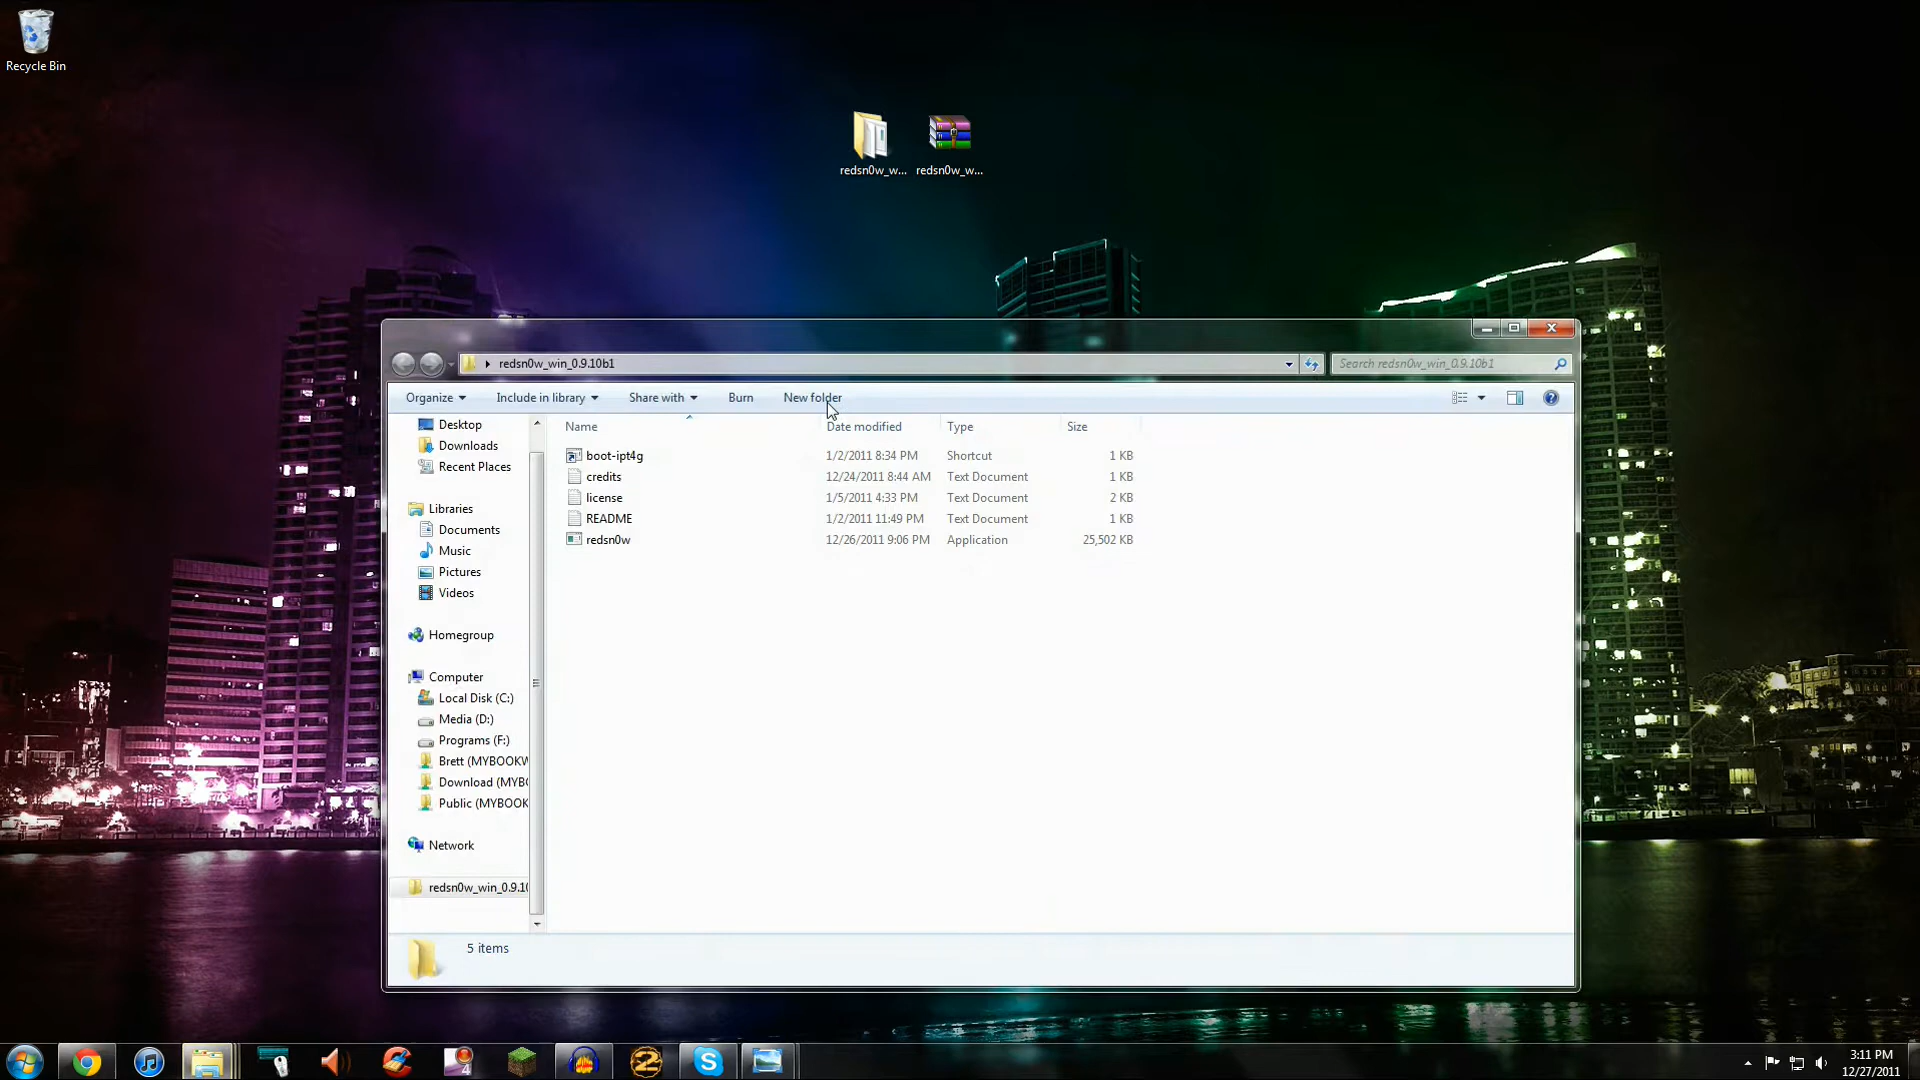 Recycle Bin
redsn0w_w... redsn0w_w...
redsn0w_win_0.9.10b1
Search redsn0w_win_0.9.10b1
Organize Include in library Share with Burn New folder
Name Date modified Type Size
boot-ipt4g 1/2/2011 8:34 PM Shortcut 1 KB
credits 12/24/2011 8:44 AM Text Document 1 KB
license 1/5/2011 4:33 PM Text Document 2 KB
README 1/2/2011 11:49 PM Text Document 1 KB
redsn0w 12/26/2011 9:06 PM Application 25,502 KB
Desktop
Downloads
Recent Places
Libraries
Documents
Music
Pictures
Videos
Homegroup
Computer
Local Disk (C:)
Media (D:)
Programs (F:)
Brett (MYBOOKW
Download (MYBO
Public (MYBOOK
Network
redsn0w_win_0.9.10
5 items
3:11 PM
12/27/2011